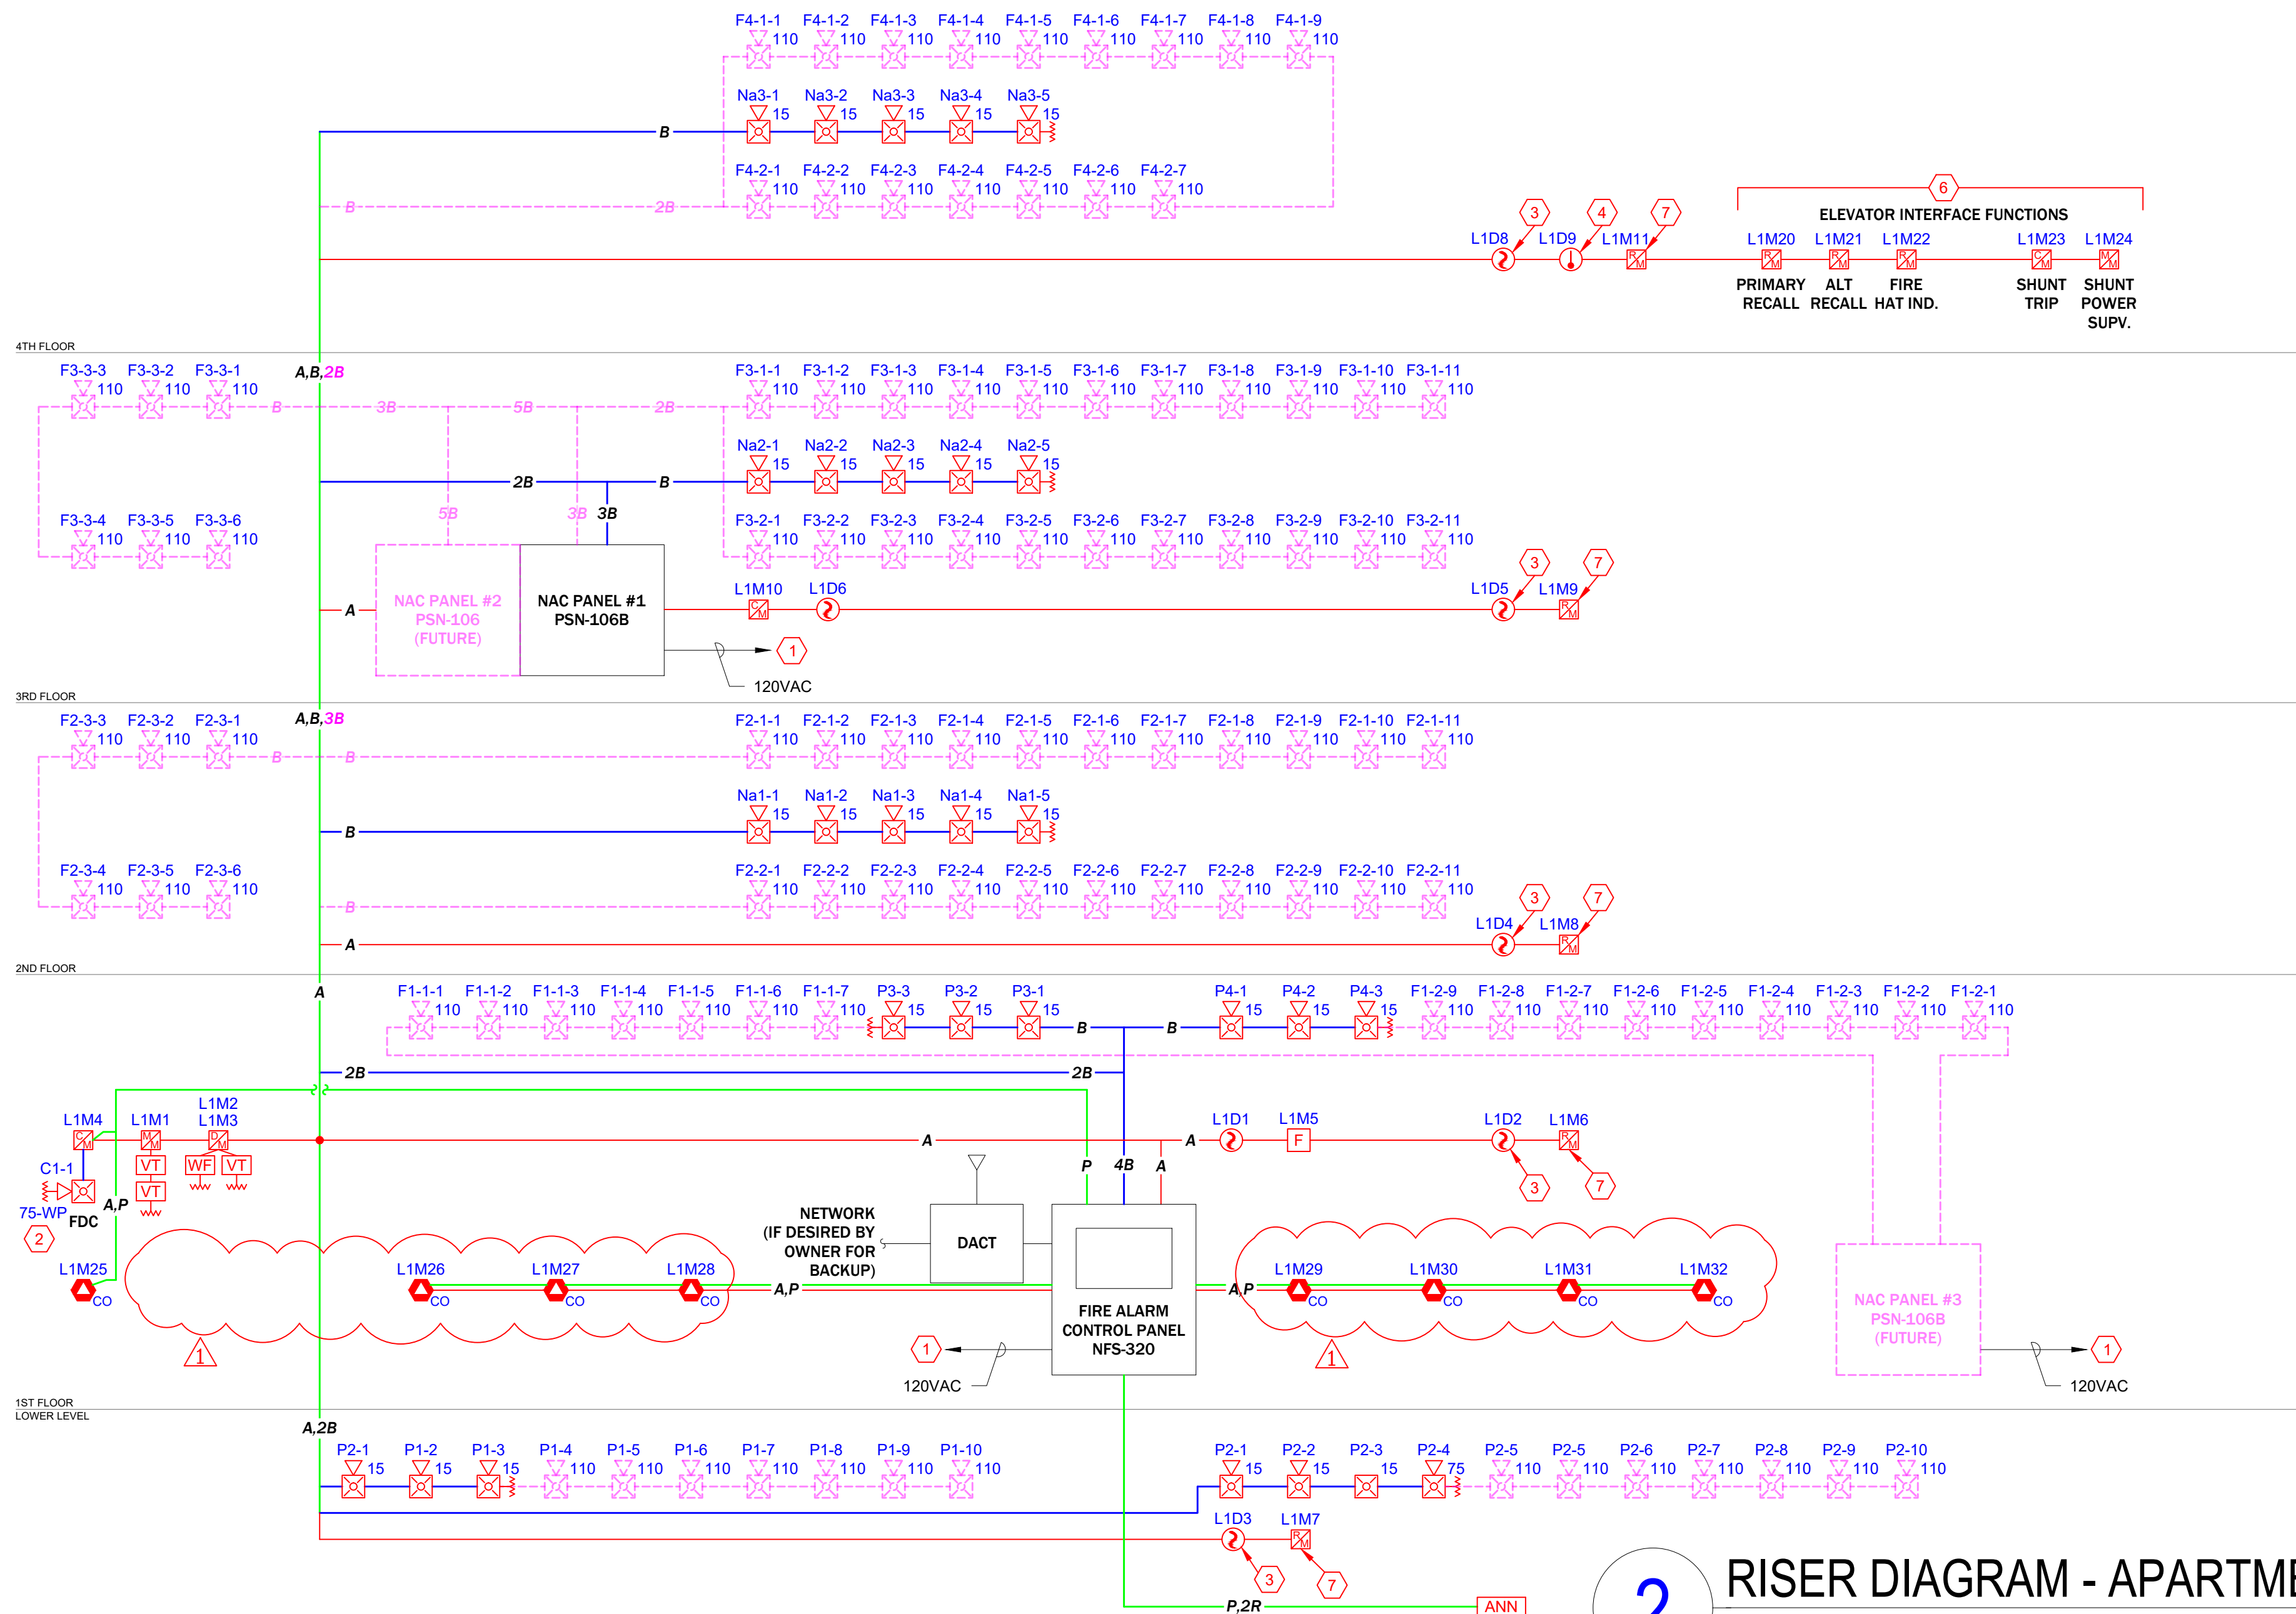 F4-1-1 F4-1-2 F4-1-3 F4-1-4 F4-1-5 F4-1-6 F4-1-7 F4-1-8 F4-1-9
110 110 110 110 110 110 110 110 110
Na3-1 Na3-2 Na3-3 Na3-4 Na3-5
15 15 15 15 15
B
F4-2-1 F4-2-2 F4-2-3 F4-2-4 F4-2-5 F4-2-6 F4-2-7
110 110 110 110 110 110 110
B 2B
6
3 4 7
ELEVATOR INTERFACE FUNCTIONS
L1D8 L1D9 L1M11 L1M20 L1M21 L1M22 L1M23 L1M24
R M R M R M R M C M M M
PRIMARY ALT FIRE SHUNT SHUNT
RECALL RECALL HAT IND. TRIP POWER
SUPV.
4TH FLOOR
F3-3-3 F3-3-2 F3-3-1 A,B,2B F3-1-1 F3-1-2 F3-1-3 F3-1-4 F3-1-5 F3-1-6 F3-1-7 F3-1-8 F3-1-9 F3-1-10 F3-1-11
110 110 110 110 110 110 110 110 110 110 110 110 110 110
B 3B 5B 2B
Na2-1 Na2-2 Na2-3 Na2-4 Na2-5
15 15 15 15 15
2B B
5B 3B 3B
F3-3-4 F3-3-5 F3-3-6 F3-2-1 F3-2-2 F3-2-3 F3-2-4 F3-2-5 F3-2-6 F3-2-7 F3-2-8 F3-2-9 F3-2-10 F3-2-11
110 110 110 110 110 110 110 110 110 110 110 110 110 110
3 7
L1M10 L1D6 L1D5 L1M9
C M R M
A
NAC PANEL #2 NAC PANEL #1
PSN-106 PSN-106B
(FUTURE)
1
120VAC
3RD FLOOR
F2-3-3 F2-3-2 F2-3-1 A,B,3B F2-1-1 F2-1-2 F2-1-3 F2-1-4 F2-1-5 F2-1-6 F2-1-7 F2-1-8 F2-1-9 F2-1-10 F2-1-11
110 110 110 110 110 110 110 110 110 110 110 110 110 110
B B
Na1-1 Na1-2 Na1-3 Na1-4 Na1-5
15 15 15 15 15
B
F2-3-4 F2-3-5 F2-3-6 F2-2-1 F2-2-2 F2-2-3 F2-2-4 F2-2-5 F2-2-6 F2-2-7 F2-2-8 F2-2-9 F2-2-10 F2-2-11
110 110 110 110 110 110 110 110 110 110 110 110 110 110
B
3 7
L1D4 L1M8
A R M
2ND FLOOR
A F1-1-1 F1-1-2 F1-1-3 F1-1-4 F1-1-5 F1-1-6 F1-1-7 P3-3 P3-2 P3-1 P4-1 P4-2 P4-3 F1-2-9 F1-2-8 F1-2-7 F1-2-6 F1-2-5 F1-2-4 F1-2-3 F1-2-2 F1-2-1
110 110 110 110 110 110 110 15 15 15 15 15 15 110 110 110 110 110 110 110 110 110
B B
2B 2B
L1M2
L1M4 L1M1 L1M3 L1D1 L1M5 L1D2 L1M6
C M M M D M A A F R M
VT WF VT P 4B A
C1-1
VT
3 7
75-WP FDC A,P
2
NETWORK
(IF DESIRED BY
OWNER FOR
BACKUP)
DACT
L1M25 L1M26 L1M27 L1M28 L1M29 L1M30 L1M31 L1M32
A,P A,P
CO CO CO CO CO CO CO CO
FIRE ALARM
CONTROL PANEL
NFS-320
NAC PANEL #3
PSN-106B
(FUTURE)
1 1 1 1
120VAC 120VAC
1ST FLOOR
LOWER LEVEL
A,2B
P2-1 P1-2 P1-3 P1-4 P1-5 P1-6 P1-7 P1-8 P1-9 P1-10 P2-1 P2-2 P2-3 P2-4 P2-5 P2-5 P2-6 P2-7 P2-8 P2-9 P2-10
15 15 15 110 110 110 110 110 110 110 15 15 15 75 110 110 110 110 110 110 110
L1D3 L1M7
R M
3 7
P,2R ANN
2 RISER DIAGRAM - APARTME